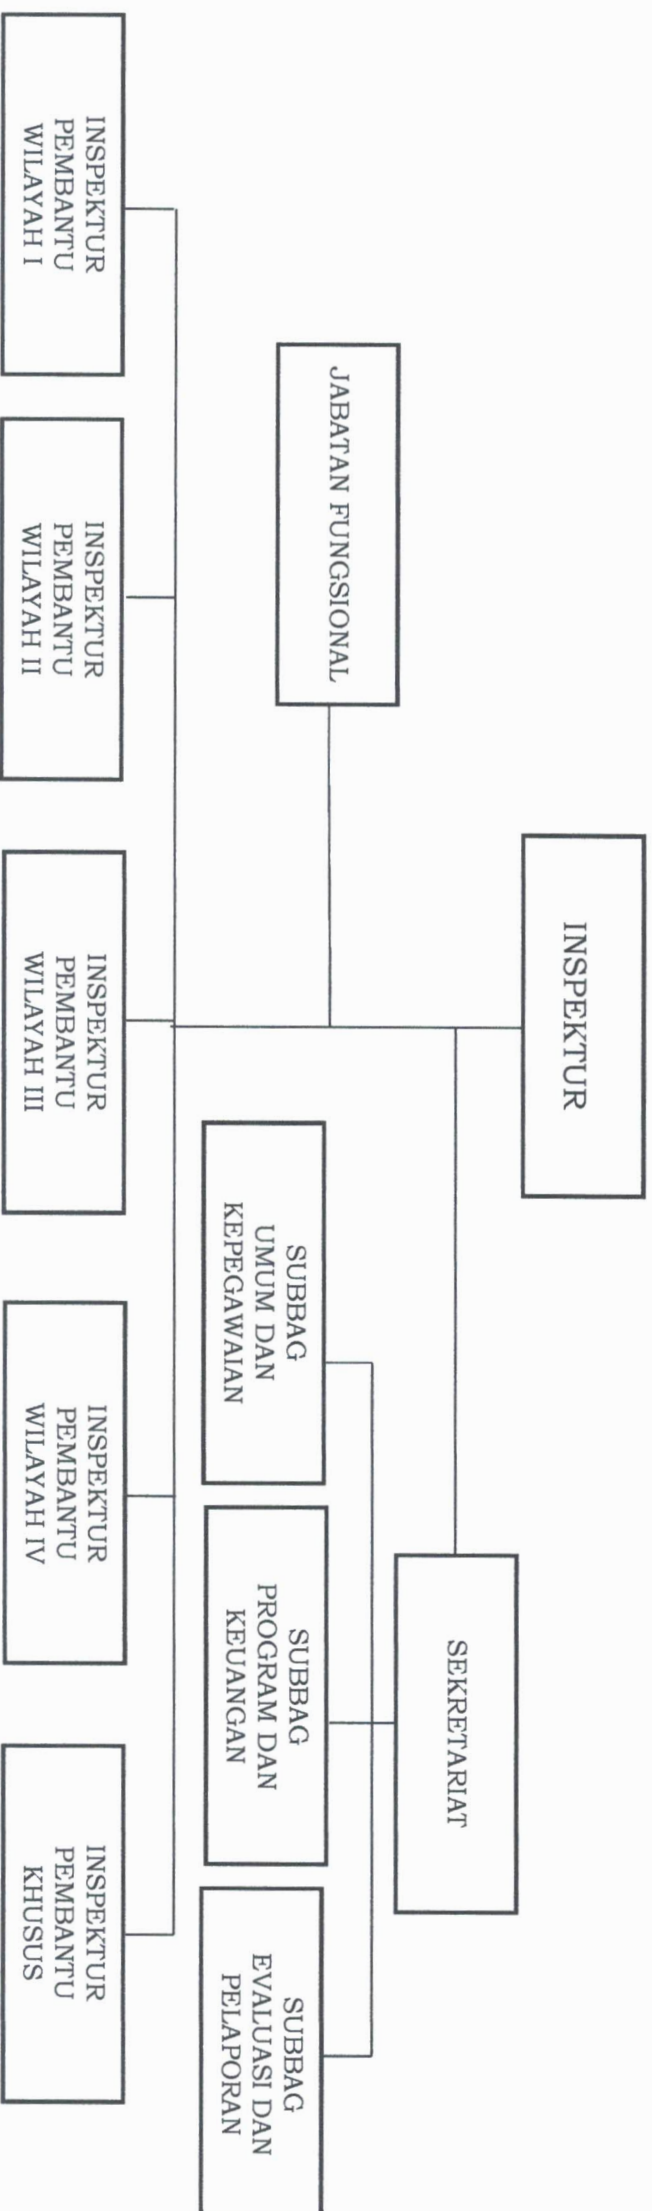 INSPEKTUR
SEKRETARIAT
JABATAN FUNGSIONAL
SUBBAG
UMUM DAN
KEPEGAWAIAN
SUBBAG
PROGRAM DAN
KEUANGAN
SUBBAG
EVALUASI DAN
PELAPORAN
INSPEKTUR
PEMBANTU
WILAYAH I
INSPEKTUR
PEMBANTU
WILAYAH II
INSPEKTUR
PEMBANTU
WILAYAH III
INSPEKTUR
PEMBANTU
WILAYAH IV
INSPEKTUR
PEMBANTU
KHUSUS